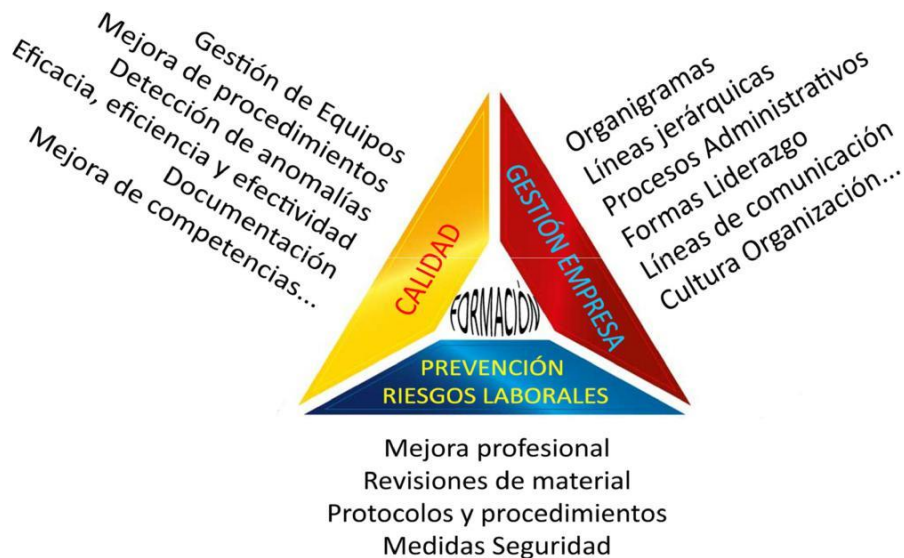 Gestión de Equipos
Mejora de procedimientos
Detección de anomalías
Eficacia, eficiencia y efectividad
Documentación
Mejora de competencias...
Organigramas
Líneas jerárquicas
Procesos Administrativos
Formas Liderazgo
Líneas de comunicación
Cultura Organización...
CALIDAD
GESTIÓN EMPRESA
FORMACIÓN
PREVENCIÓN
RIESGOS LABORALES
Mejora profesional
Revisiones de material
Protocolos y procedimientos
Medidas Seguridad